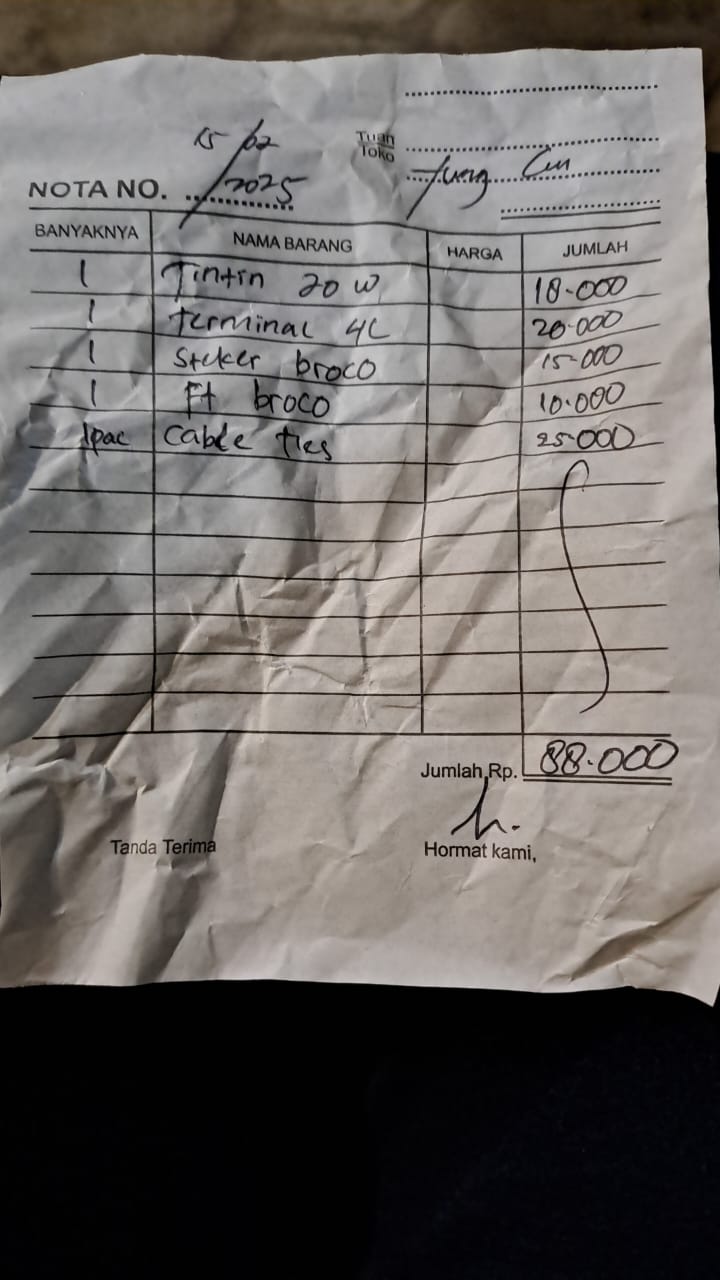 15/02
/2025
Tuan
Toko
NOTA NO.
BANYAKNYA NAMA BARANG HARGA JUMLAH
1 Tintin 20 W 18.000
1 terminal 4L 20.000
1 steker broco 15.000
1 Ft broco 10.000
1pac cable ties 25.000
Jumlah Rp. 88.000
Tanda Terima Hormat kami,